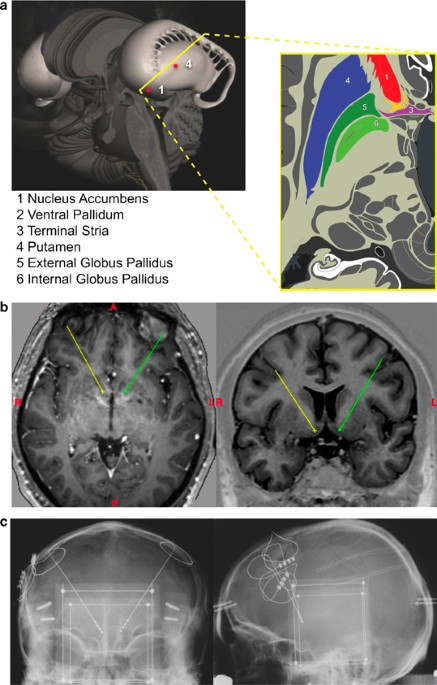 a
4
1
4
1
2
3
5
6
1 Nucleus Accumbens
2 Ventral Pallidum
3 Terminal Stria
4 Putamen
5 External Globus Pallidus
6 Internal Globus Pallidus
b
A
R
L
R
L
P
c